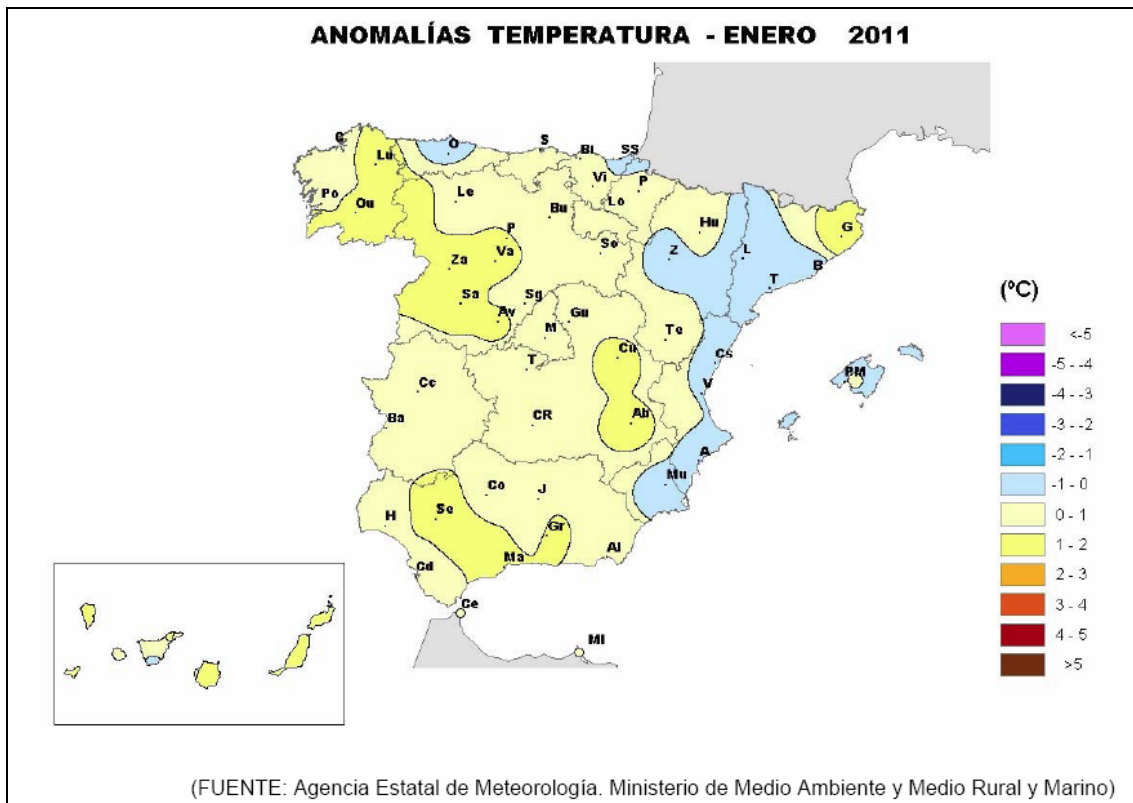 ANOMALÍAS TEMPERATURA - ENERO 2011
C
Lu
O
S
Bi
SS
Po
Ou
Le
Vi
P
Lo
Bu
Hu
G
P
So
Z
L
B
Za
Va
T
Sa
Sg
Av
Gu
M
Te
T
Cu
Cs
Cc
V
PM
Ba
CR
Ab
A
Mu
Co
J
H
Se
Gr
Ma
Al
Cd
Ce
Ml
(ºC)
<-5
-5 - -4
-4 - -3
-3 - -2
-2 - -1
-1 - 0
0 - 1
1 - 2
2 - 3
3 - 4
4 - 5
>5
(FUENTE: Agencia Estatal de Meteorología. Ministerio de Medio Ambiente y Medio Rural y Marino)